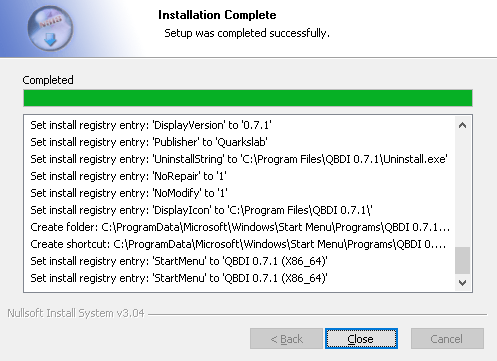 Installation Complete
Setup was completed successfully.
Completed
Set install registry entry: 'DisplayVersion' to '0.7.1'
Set install registry entry: 'Publisher' to 'Quarkslab'
Set install registry entry: 'UninstallString' to 'C:\Program Files\QBDI 0.7.1\Uninstall.exe'
Set install registry entry: 'NoRepair' to '1'
Set install registry entry: 'NoModify' to '1'
Set install registry entry: 'DisplayIcon' to 'C:\Program Files\QBDI 0.7.1\'
Create folder: C:\ProgramData\Microsoft\Windows\Start Menu\Programs\QBDI 0.7.1...
Create shortcut: C:\ProgramData\Microsoft\Windows\Start Menu\Programs\QBDI 0....
Set install registry entry: 'StartMenu' to 'QBDI 0.7.1 (X86_64)'
Set install registry entry: 'StartMenu' to 'QBDI 0.7.1 (X86_64)'
Nullsoft Install System v3.04
< Back Close Cancel